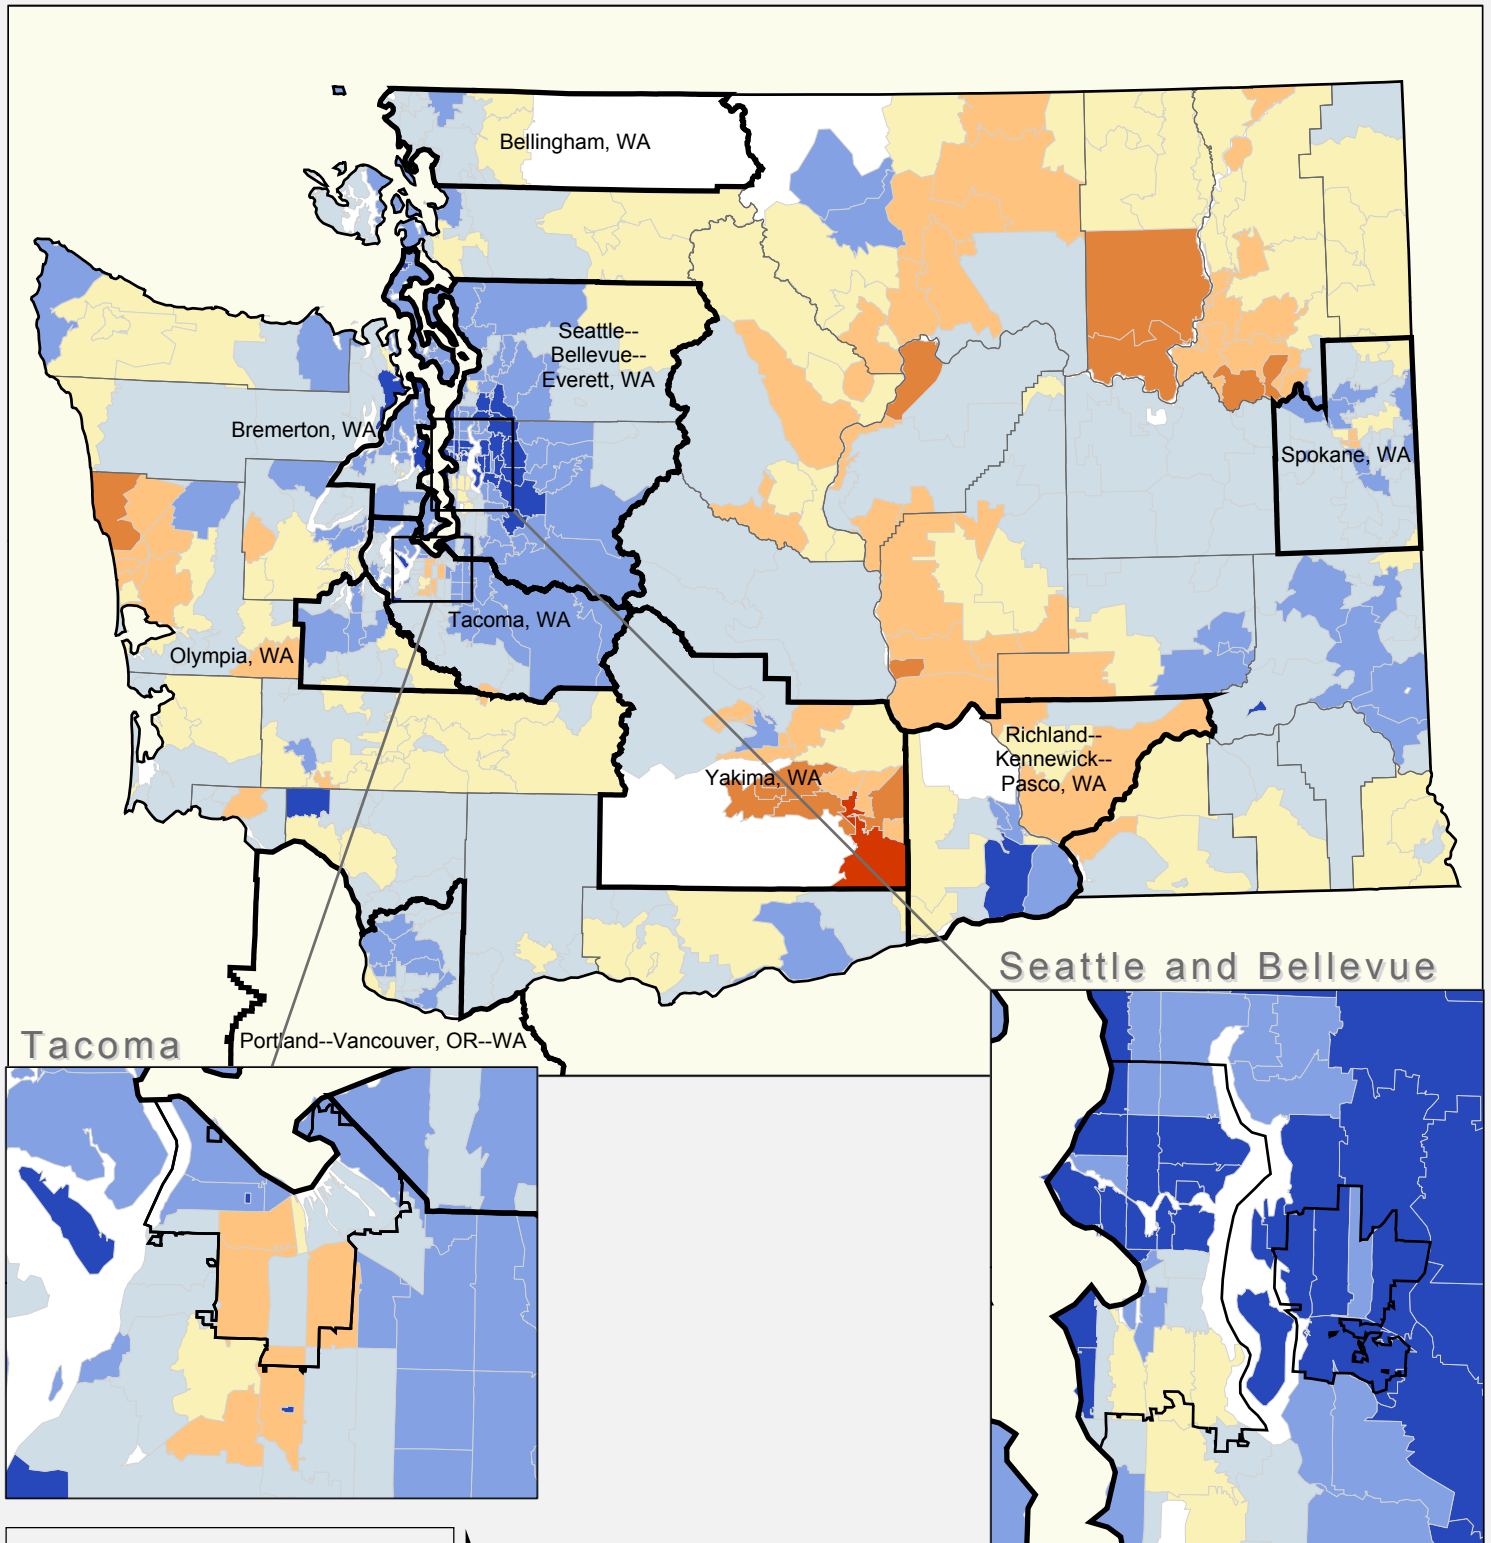 Bellingham, WA
Seattle--
Bellevue--
Everett, WA
Bremerton, WA
Spokane, WA
Tacoma, WA
Olympia, WA
Richland--
Kennewick--
Pasco, WA
Yakima, WA
Seattle and Bellevue
Tacoma
Portland--Vancouver, OR--WA